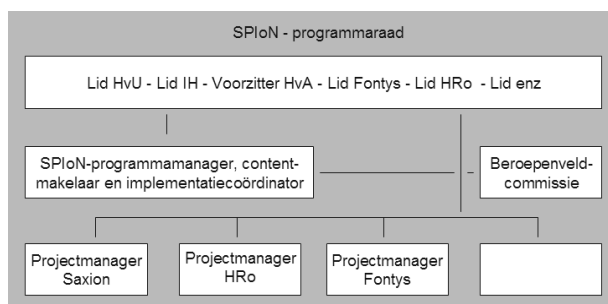 SPIoN - programmaraad
Lid HvU - Lid IH - Voorzitter HvA - Lid Fontys - Lid HRo - Lid enz
SPIoN-programmamanager, content-
makelaar en implementatiecoördinator
Beroepenveld-
commissie
Projectmanager
Saxion
Projectmanager
HRo
Projectmanager
Fontys